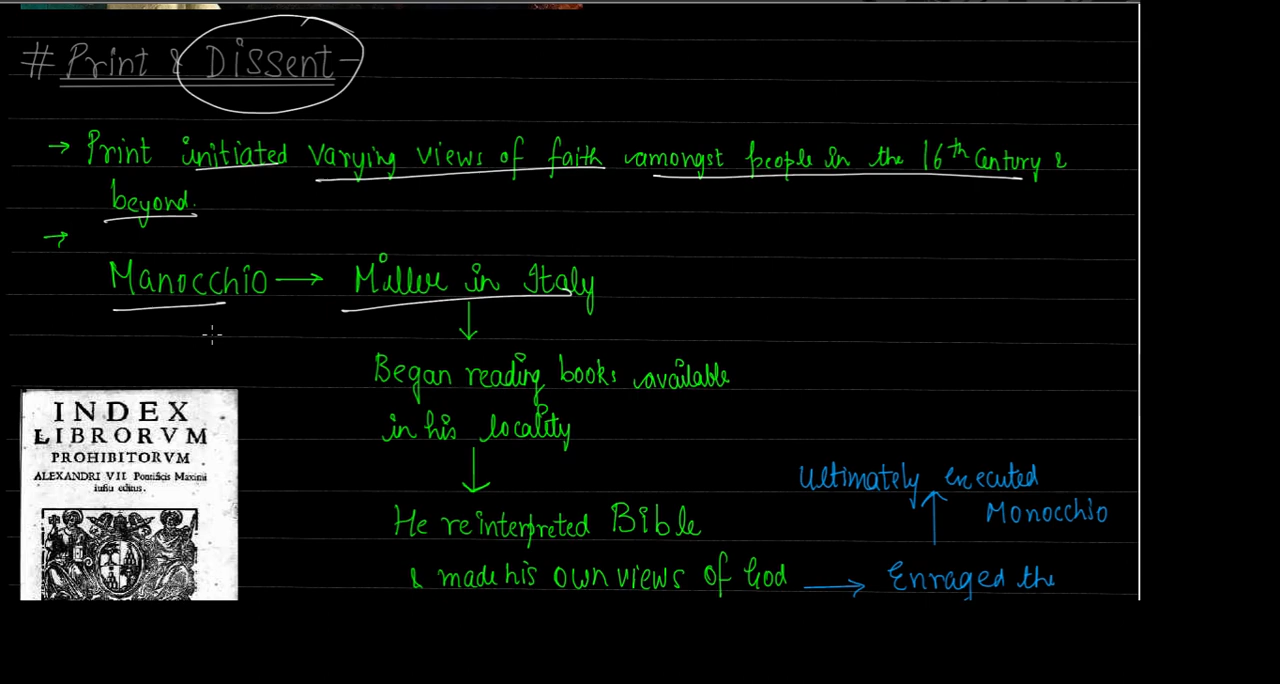 # Print & Dissent -
→ Print initiated varying views of faith amongst people in the 16th Century &
beyond.
→
Manocchio → Miller in Italy
↓
Began reading books available
in his locality
↓
He reinterpreted Bible
& made his own views of God → Enraged the
↑
Ultimately executed
Monocchio
INDEX
LIBRORVM
PROHIBITORVM
ALEXANDRI VII Pontificis Maximi
iussu editus.